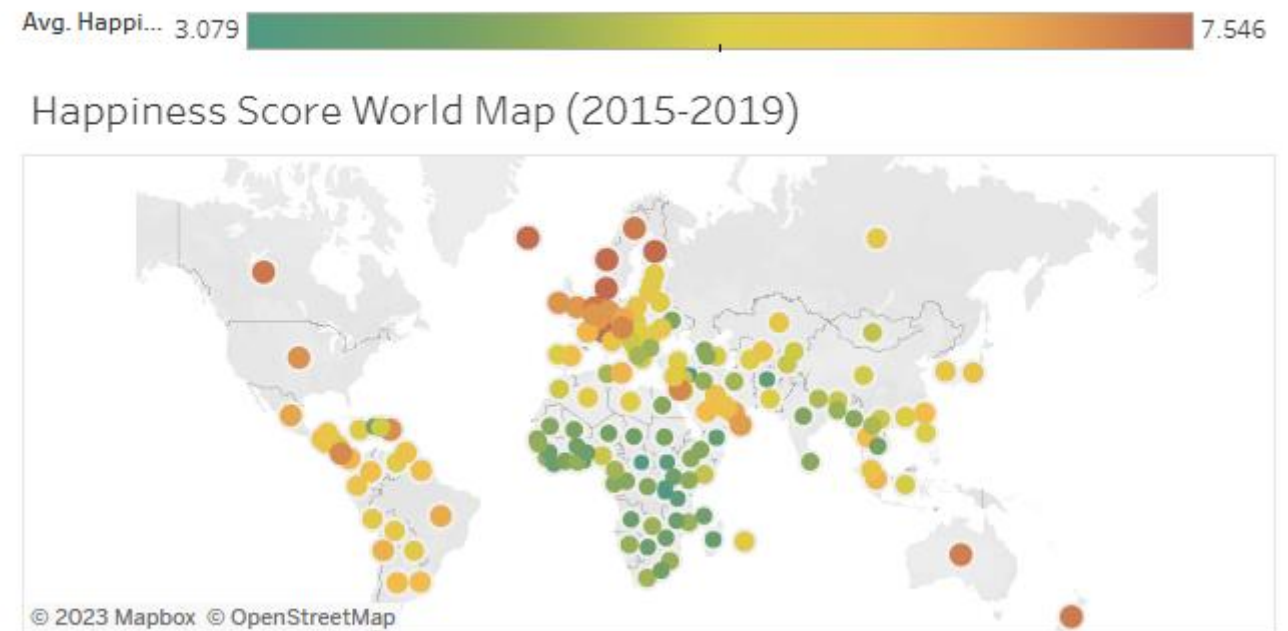 Avg. Happi... 3.079 7.546
Happiness Score World Map (2015-2019)
© 2023 Mapbox © OpenStreetMap